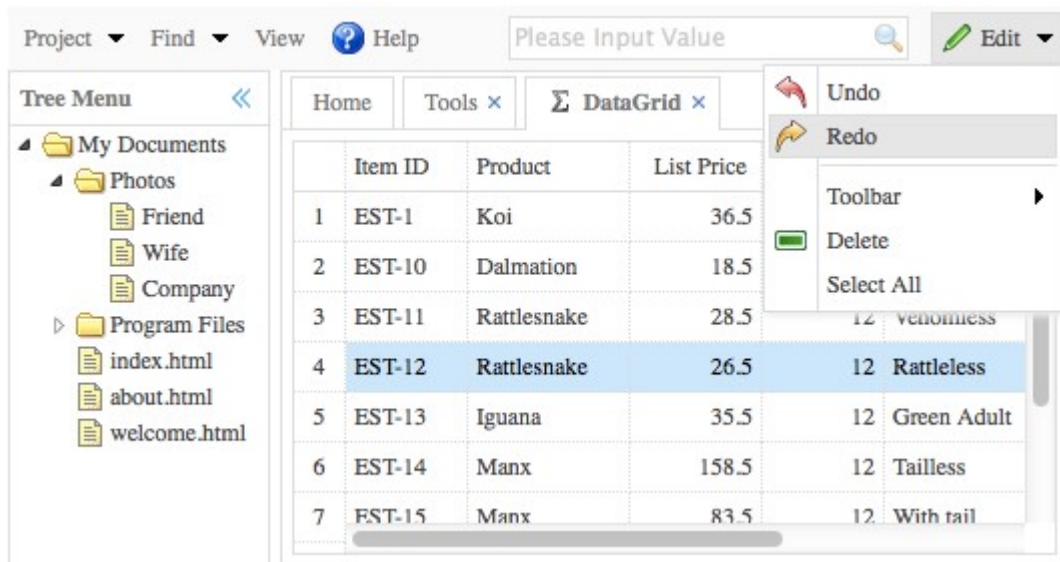 Project Find View Help Please Input Value Edit
Tree Menu
My Documents
Photos
Friend
Wife
Company
Program Files
index.html
about.html
welcome.html
Home Tools × Σ DataGrid ×
Item ID Product List Price
1 EST-1 Koi 36.5
2 EST-10 Dalmation 18.5
3 EST-11 Rattlesnake 28.5 12 Venomless
4 EST-12 Rattlesnake 26.5 12 Rattleless
5 EST-13 Iguana 35.5 12 Green Adult
6 EST-14 Manx 158.5 12 Tailless
7 EST-15 Manx 83.5 12 With tail
Undo
Redo
Toolbar
Delete
Select All